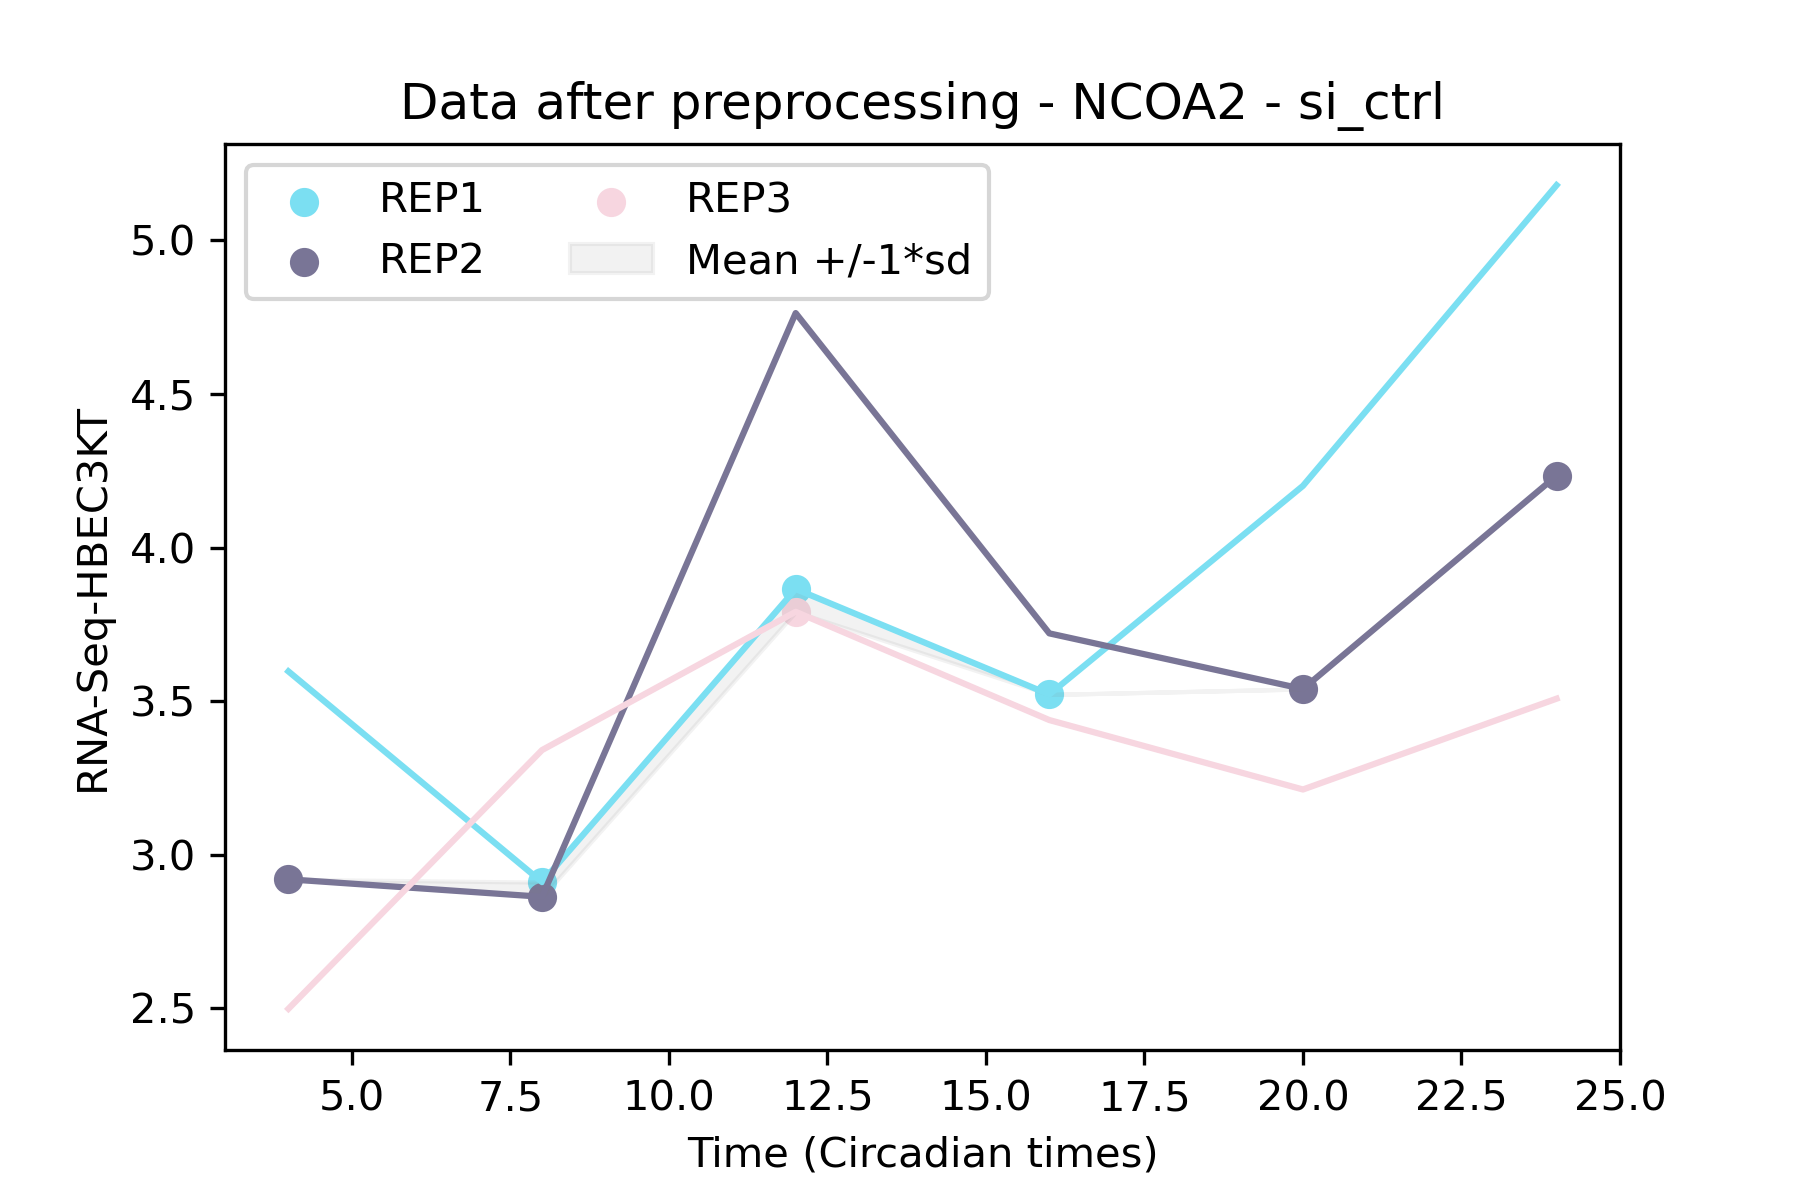 Data after preprocessing - NCOA2 - si_ctrl
REP1
REP2
REP3
Mean +/-1*sd
5.0
4.5
4.0
3.5
3.0
2.5
RNA-Seq-HBEC3KT
5.0 7.5 10.0 12.5 15.0 17.5 20.0 22.5 25.0
Time (Circadian times)